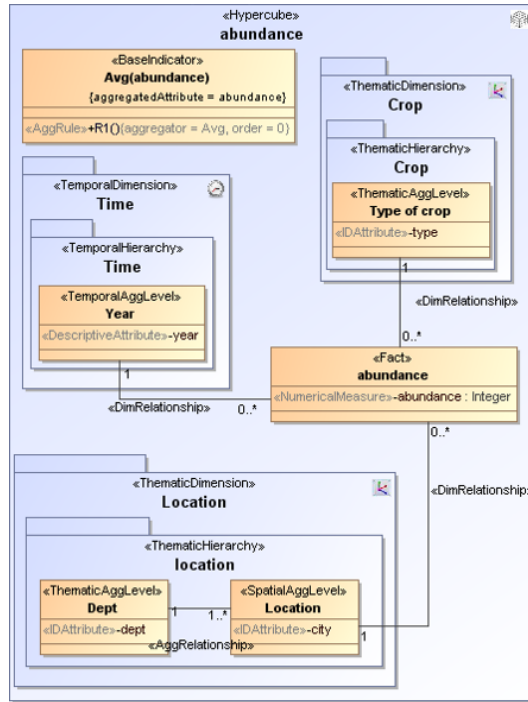 «Hypercube»
abundance
«BaseIndicator»
Avg(abundance)
{aggregatedAttribute = abundance}
«AggRule»+R1()(aggregator = Avg, order = 0)
«ThematicDimension»
Crop
«ThematicHierarchy»
Crop
«ThematicAggLevel»
Type of crop
«IDAttribute»-type
1
«DimRelationship»
0..*
«TemporalDimension»
Time
«TemporalHierarchy»
Time
«TemporalAggLevel»
Year
«DescriptiveAttribute»-year
1
«DimRelationship»
0..*
«Fact»
abundance
«NumericalMeasure»-abundance : Integer
0..*
«DimRelationship»
«ThematicDimension»
Location
«ThematicHierarchy»
location
«ThematicAggLevel»
Dept
«IDAttribute»-dept
1
1..*
«AggRelationship»
«SpatialAggLevel»
Location
«IDAttribute»-city
1